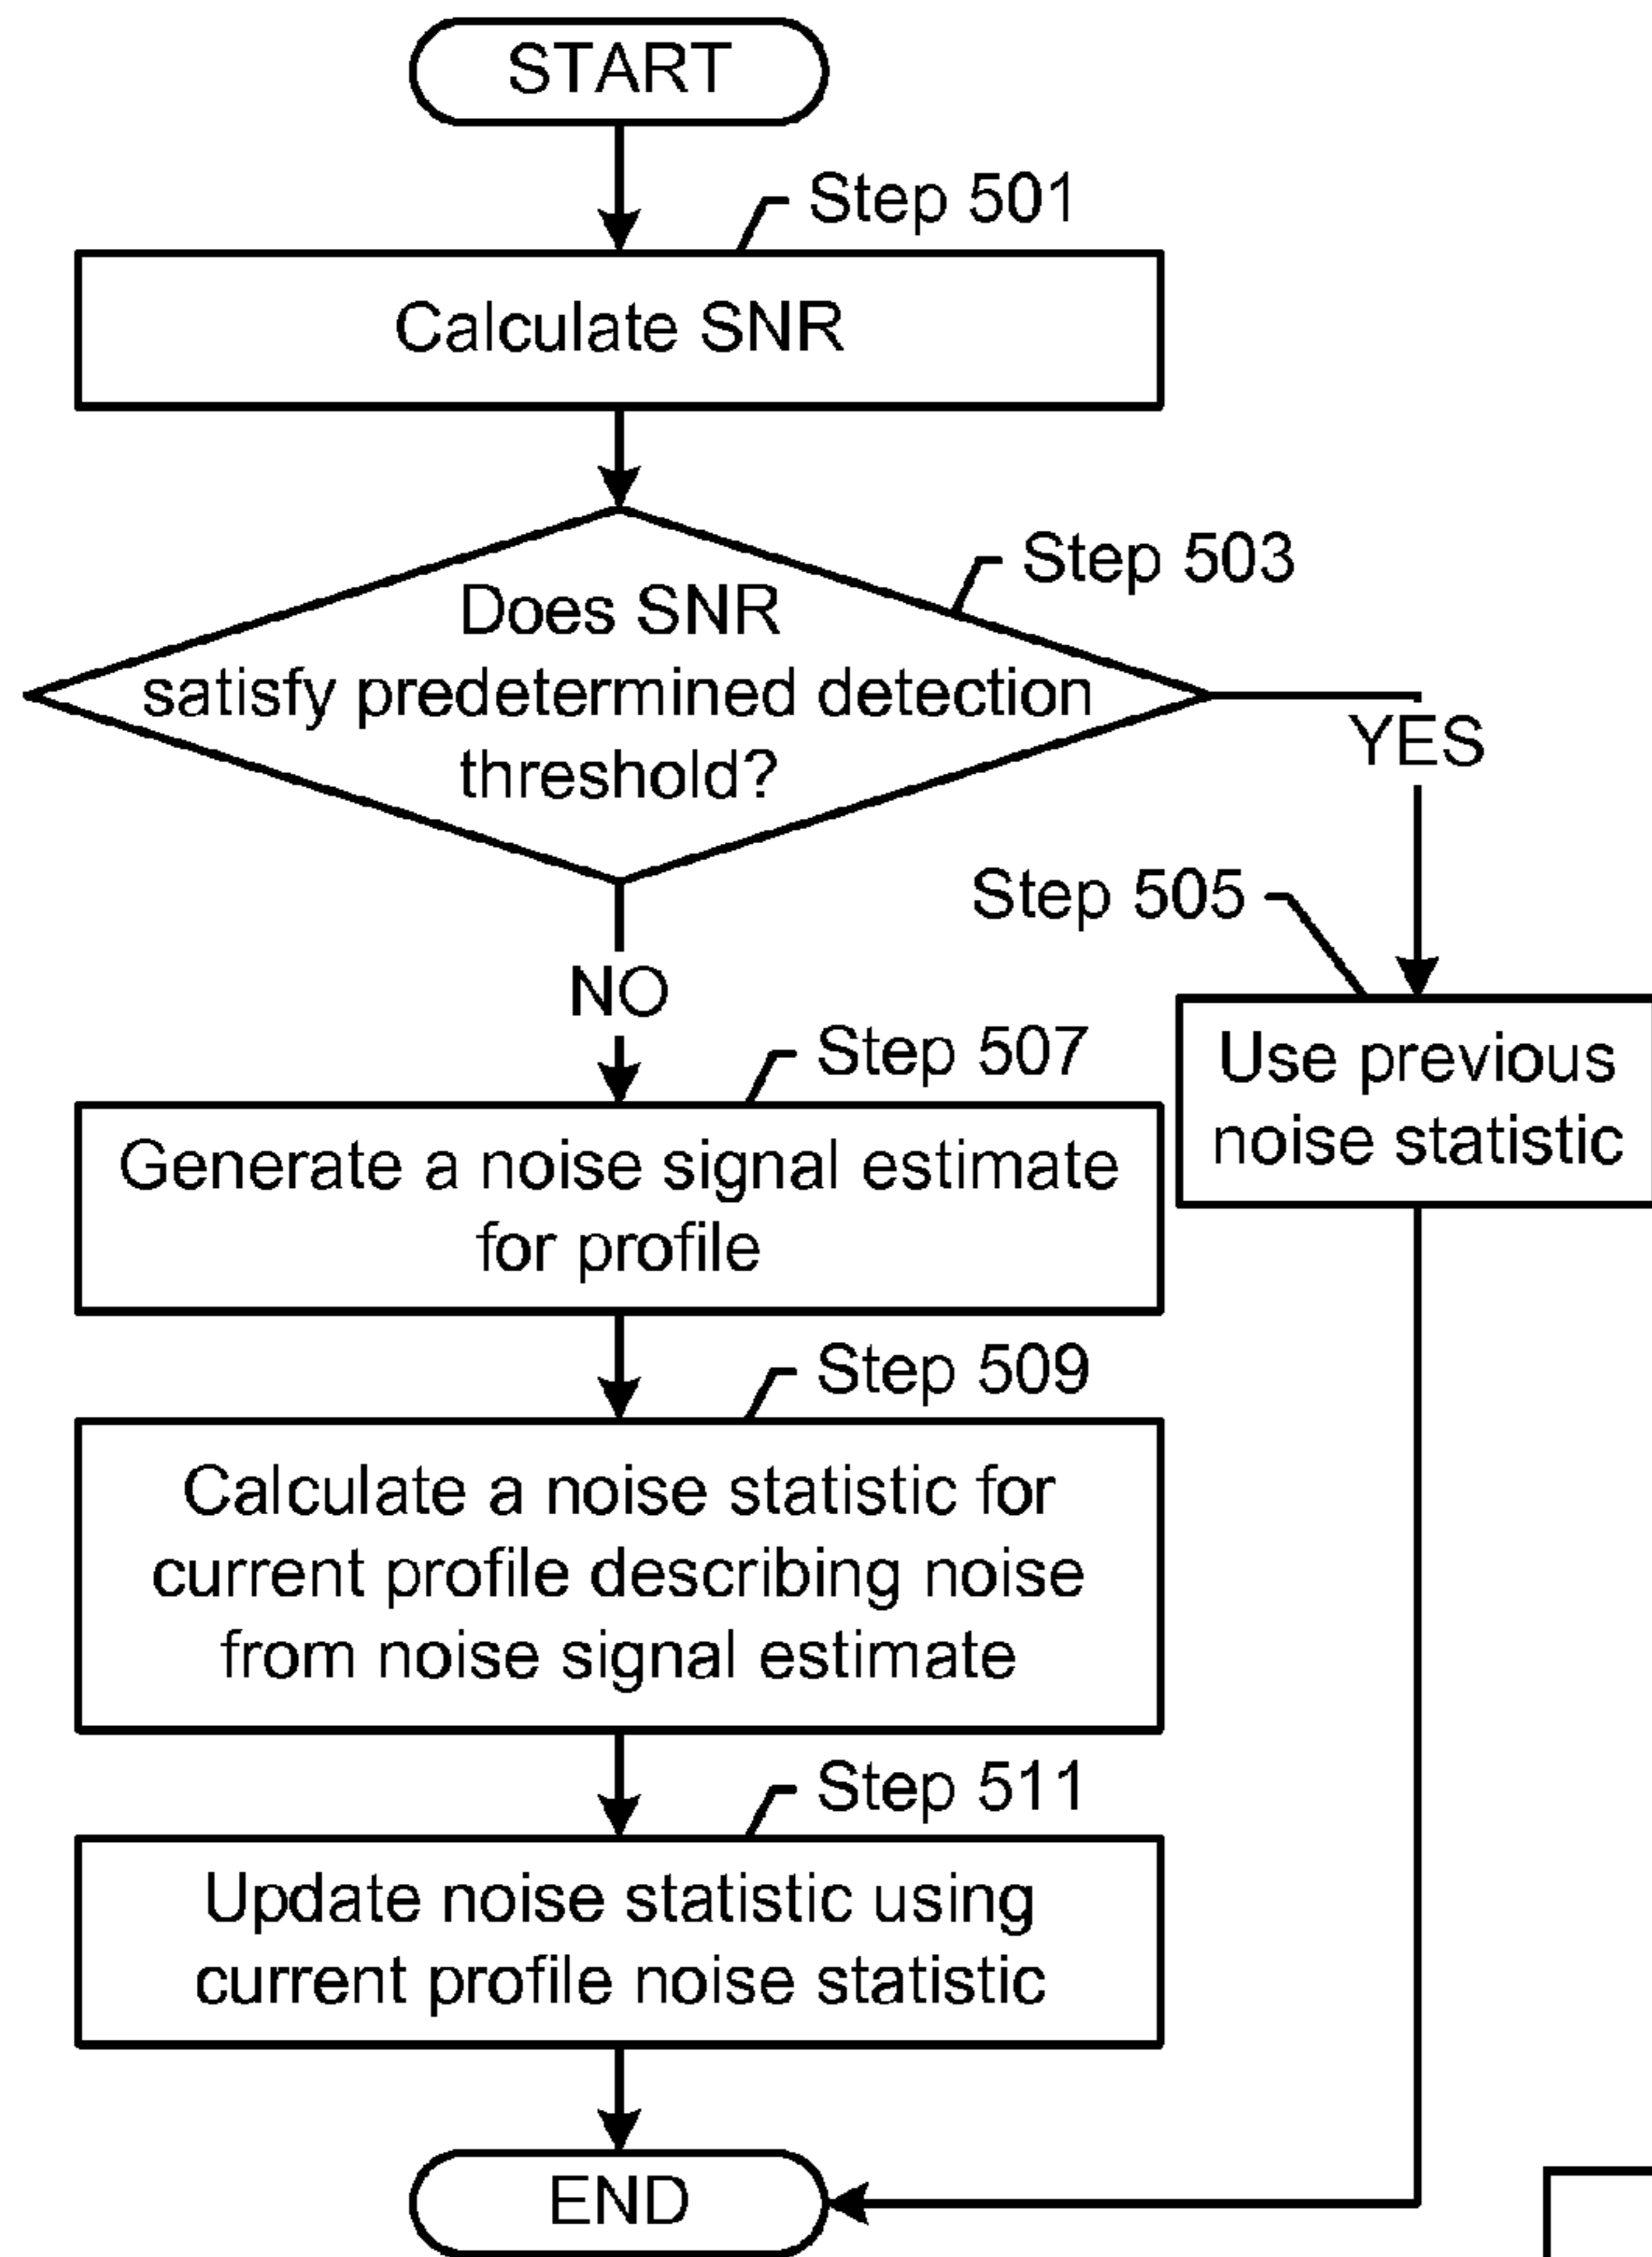 START
Step 501
Calculate SNR
Step 503
Does SNR
satisfy predetermined detection
threshold?
YES
Step 505
NO
Use previous
noise statistic
Step 507
Generate a noise signal estimate
for profile
Step 509
Calculate a noise statistic for
current profile describing noise
from noise signal estimate
Step 511
Update noise statistic using
current profile noise statistic
END